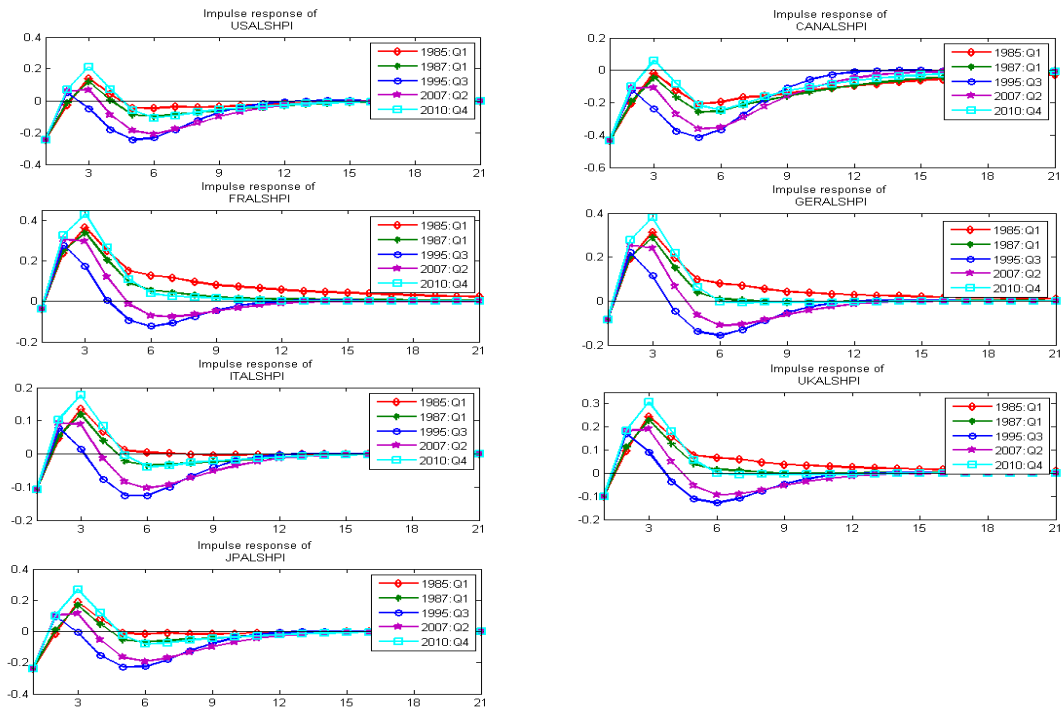 Impulse response of
USALSHPI
0.4
0.2
0
-0.2
-0.4
3 6 9 12 15 18 21
1985:Q1
1987:Q1
1995:Q3
2007:Q2
2010:Q4
Impulse response of
CANALSHPI
0.2
0
-0.2
-0.4
-0.6
3 6 9 12 15 18 21
1985:Q1
1987:Q1
1995:Q3
2007:Q2
2010:Q4
Impulse response of
FRALSHPI
0.4
0.2
0
-0.2
3 6 9 12 15 18 21
1985:Q1
1987:Q1
1995:Q3
2007:Q2
2010:Q4
Impulse response of
GERALSHPI
0.4
0.2
0
-0.2
3 6 9 12 15 18 21
1985:Q1
1987:Q1
1995:Q3
2007:Q2
2010:Q4
Impulse response of
ITALSHPI
0.2
0.1
0
-0.1
-0.2
3 6 9 12 15 18 21
1985:Q1
1987:Q1
1995:Q3
2007:Q2
2010:Q4
Impulse response of
UKALSHPI
0.3
0.2
0.1
0
-0.1
-0.2
3 6 9 12 15 18 21
1985:Q1
1987:Q1
1995:Q3
2007:Q2
2010:Q4
Impulse response of
JPALSHPI
0.4
0.2
0
-0.2
-0.4
3 6 9 12 15 18 21
1985:Q1
1987:Q1
1995:Q3
2007:Q2
2010:Q4